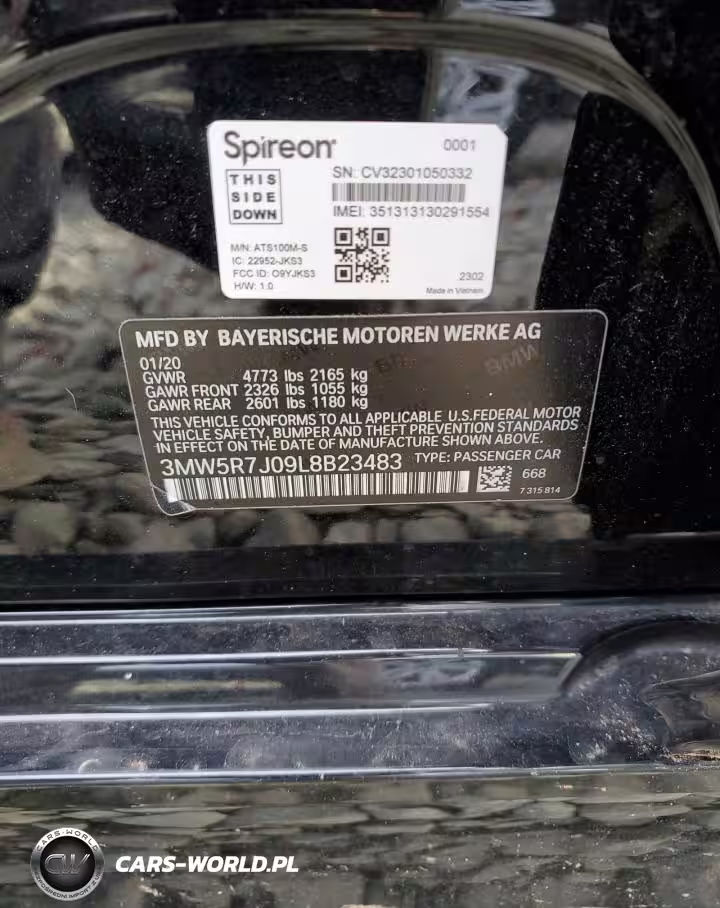 Spireon
0001
THIS
SIDE
DOWN
SN: CV32301050332
IMEI: 351313130291554
M/N: ATS100M-S
IC: 22952-JKS3
FCC ID: O9YJKS3
H/W: 1.0
2302
Made in Vietnam
MFD BY BAYERISCHE MOTOREN WERKE AG
01/20
GVWR 4773 lbs 2165 kg
GAWR FRONT 2326 lbs 1055 kg
GAWR REAR 2601 lbs 1180 kg
THIS VEHICLE CONFORMS TO ALL APPLICABLE U.S.FEDERAL MOTOR
VEHICLE SAFETY, BUMPER AND THEFT PREVENTION STANDARDS
IN EFFECT ON THE DATE OF MANUFACTURE SHOWN ABOVE.
3MW5R7J09L8B23483 TYPE: PASSENGER CAR
668
7 315 814
CARS-WORLD
CW
CARS-WORLD.PL